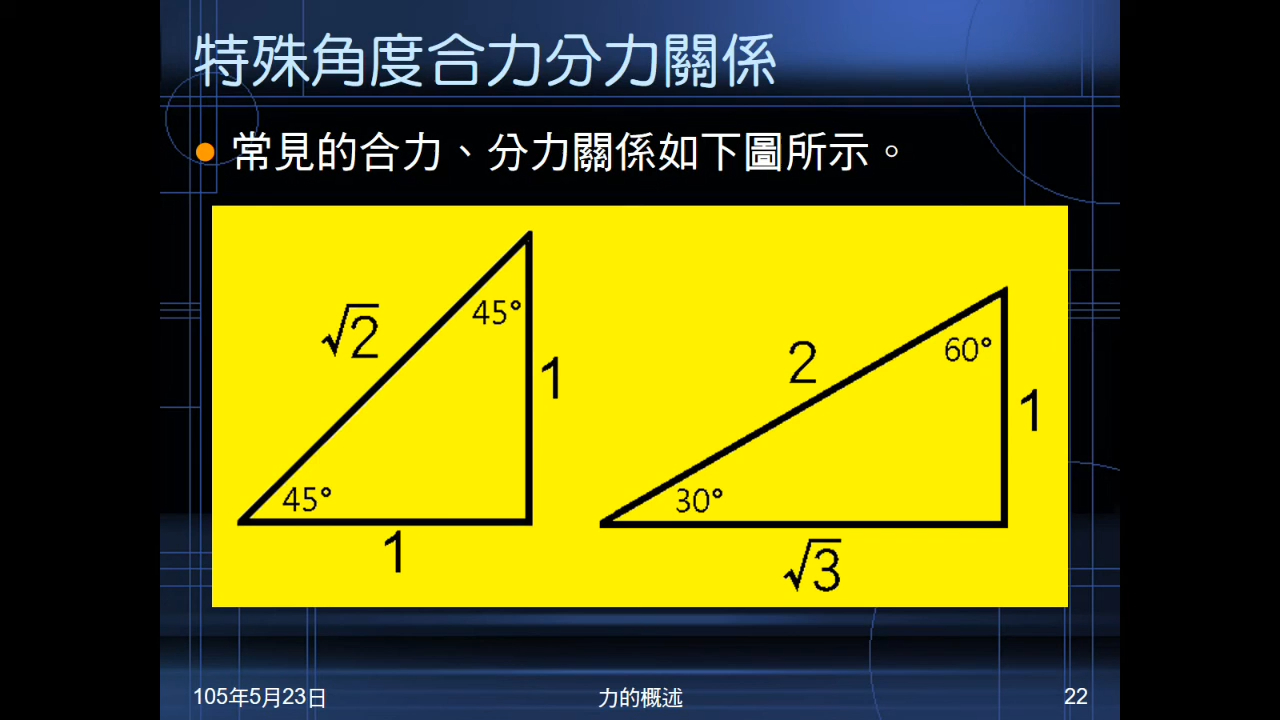 特殊角度合力分力關係
常見的合力、分力關係如下圖所示。
√2
45°
1
45°
1
2
60°
1
30°
√3
105年5月23日
力的概述
22